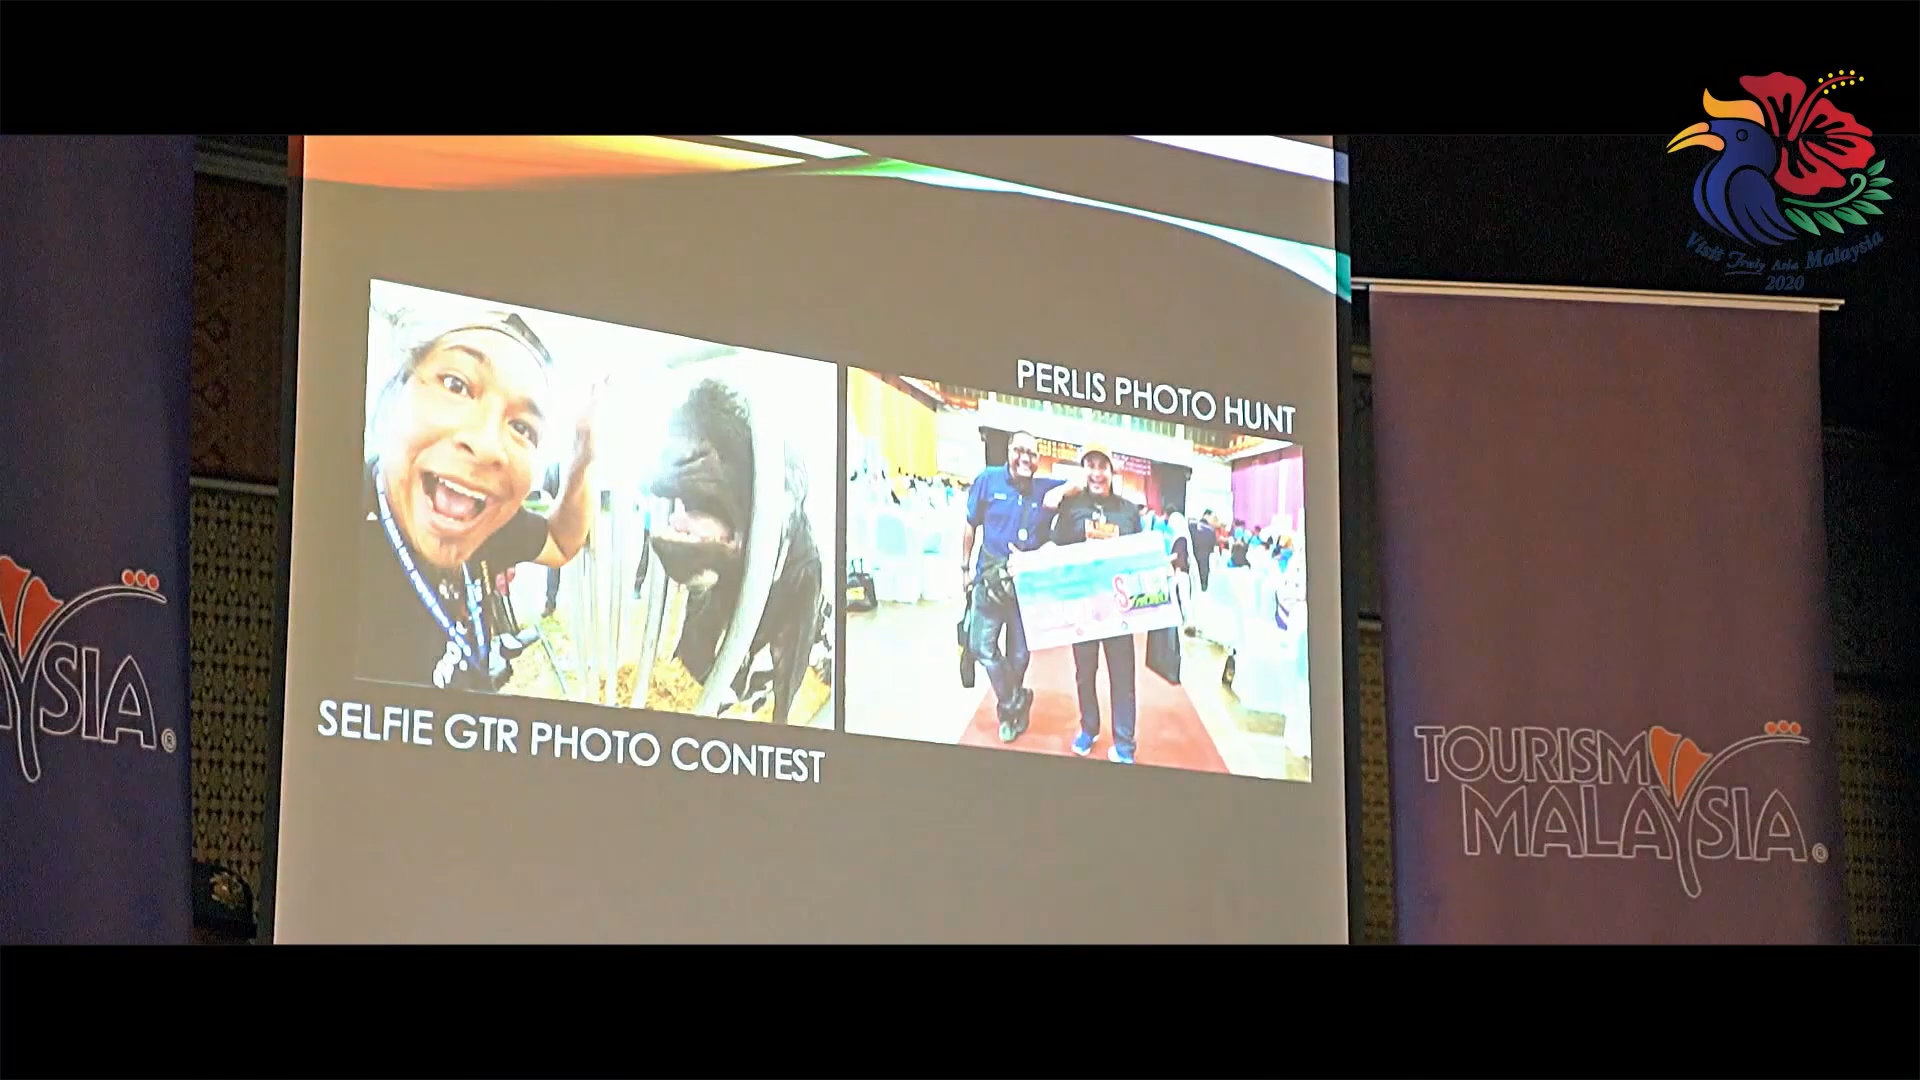 Visit Truly Asia Malaysia
2020
PERLIS PHOTO HUNT
SELFIE GTR PHOTO CONTEST
YSIA®
TOURISM
MALAYSIA®